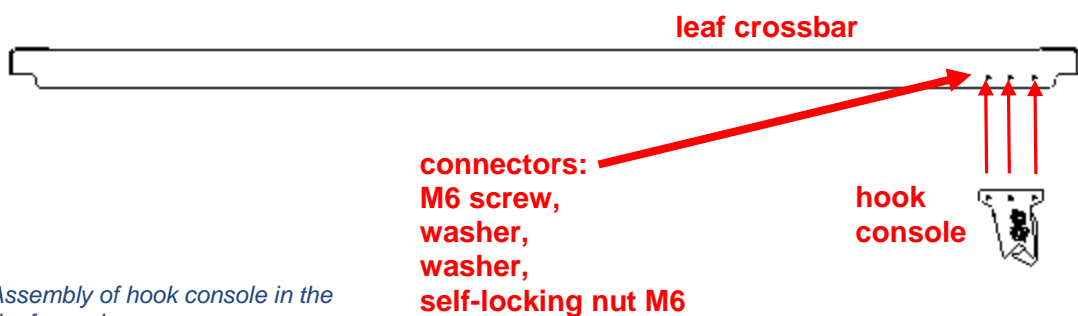 leaf crossbar
connectors:
M6 screw,
washer,
washer,
self-locking nut M6
hook
console
Assembly of hook console in the